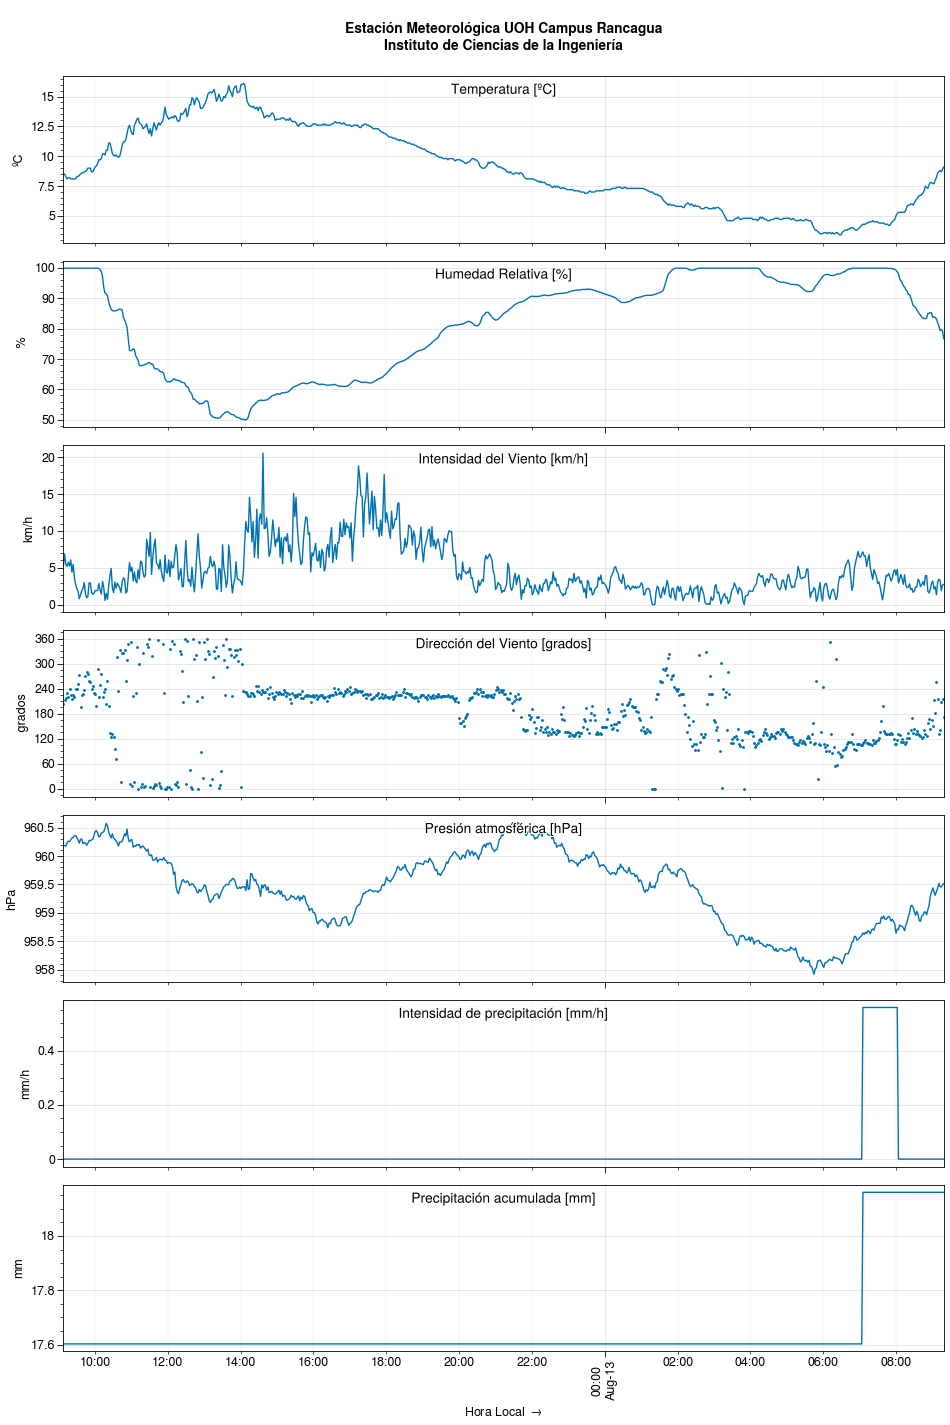 Estación Meteorológica UOH Campus Rancagua
Instituto de Ciencias de la Ingeniería
Temperatura [ºC]
ºC
15
12.5
10
7.5
5
Humedad Relativa [%]
%
100
90
80
70
60
50
Intensidad del Viento [km/h]
km/h
20
15
10
5
0
Dirección del Viento [grados]
grados
360
300
240
180
120
60
0
Presión atmosférica [hPa]
hPa
960.5
960
959.5
959
958.5
958
Intensidad de precipitación [mm/h]
mm/h
0.4
0.2
0
Precipitación acumulada [mm]
mm
18
17.8
17.6
10:00
12:00
14:00
16:00
18:00
20:00
22:00
00:00
Aug-13
02:00
04:00
06:00
08:00
Hora Local →